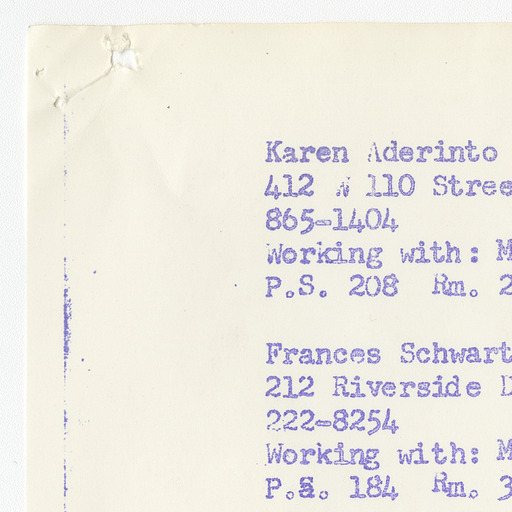 Karen Aderinto
412 W 110 Stree
865-1404
Working with: M
P.S. 208 Rm. 2
Frances Schwart
212 Riverside D
222-8254
Working with: M
P.S. 184 Rm. 3